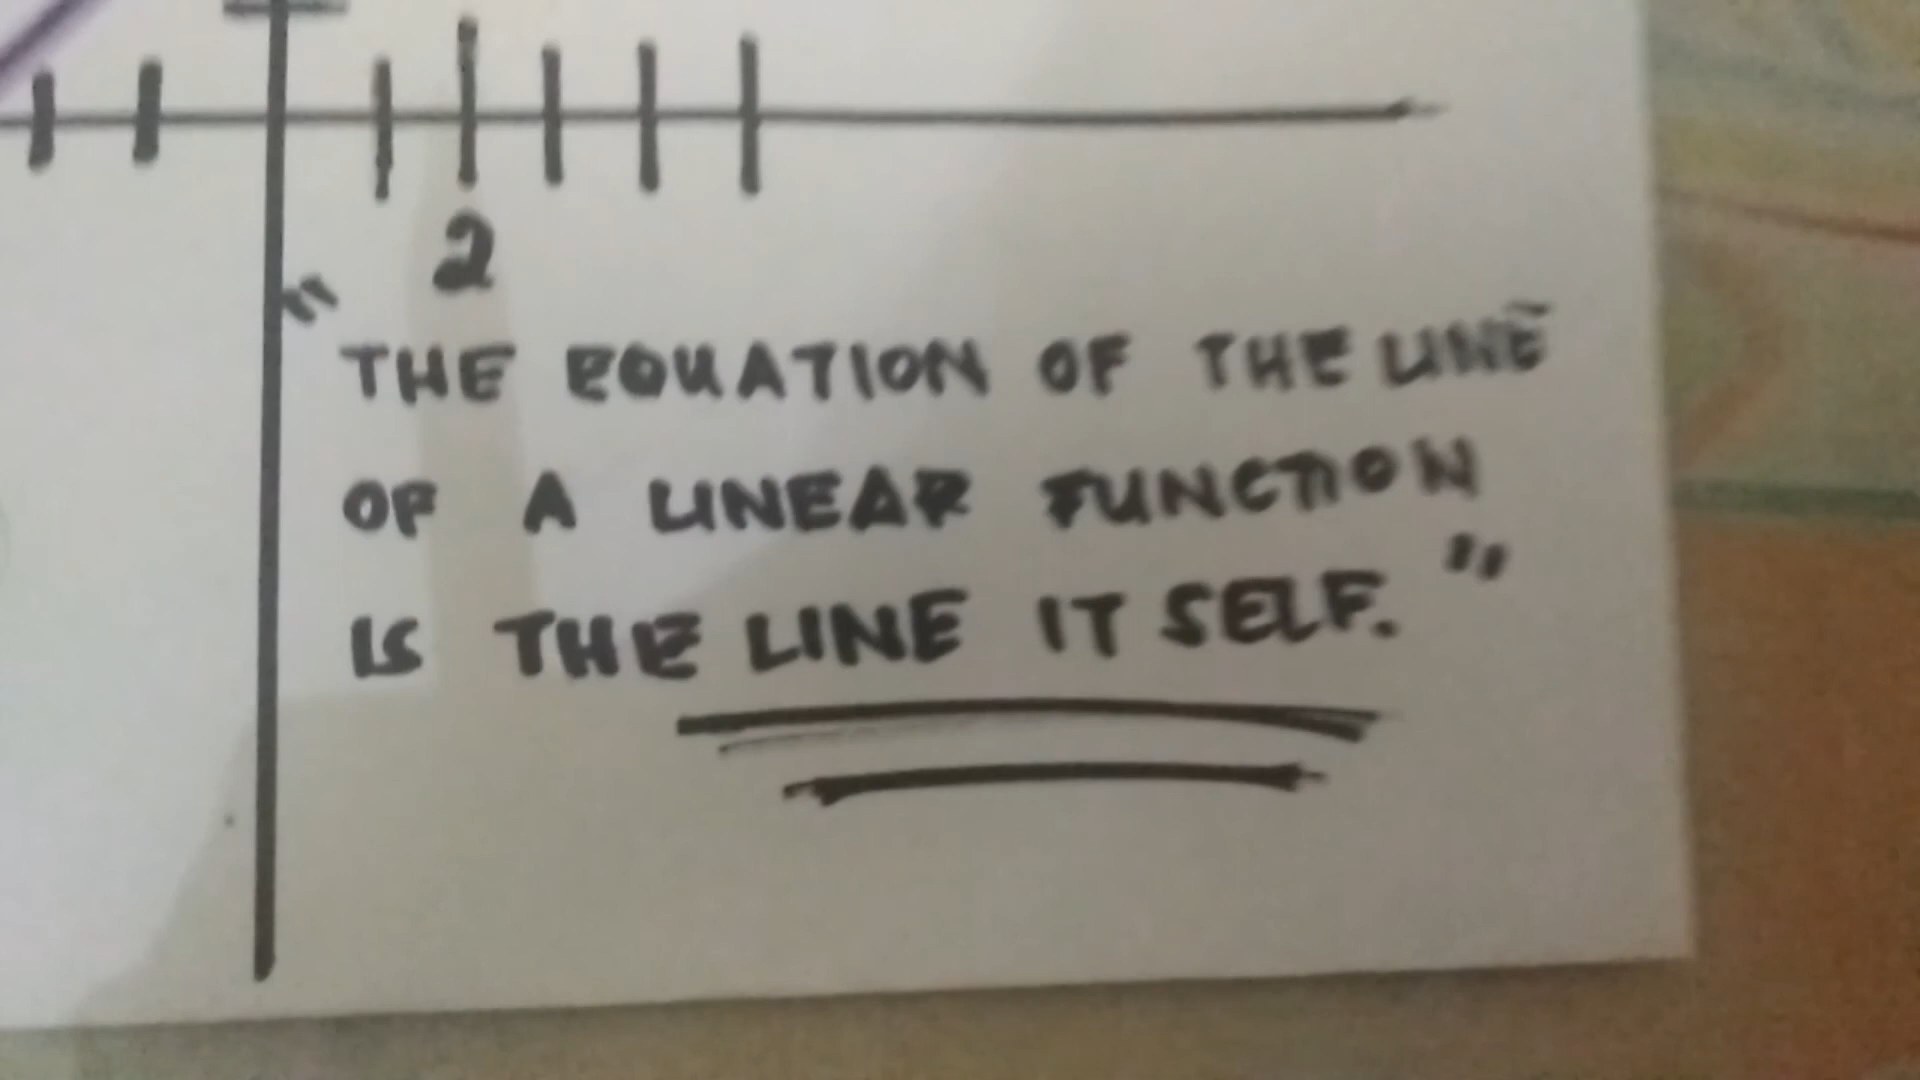 2
"THE EQUATION OF THE LINE
OF A LINEAR FUNCTION
IS THE LINE IT SELF."